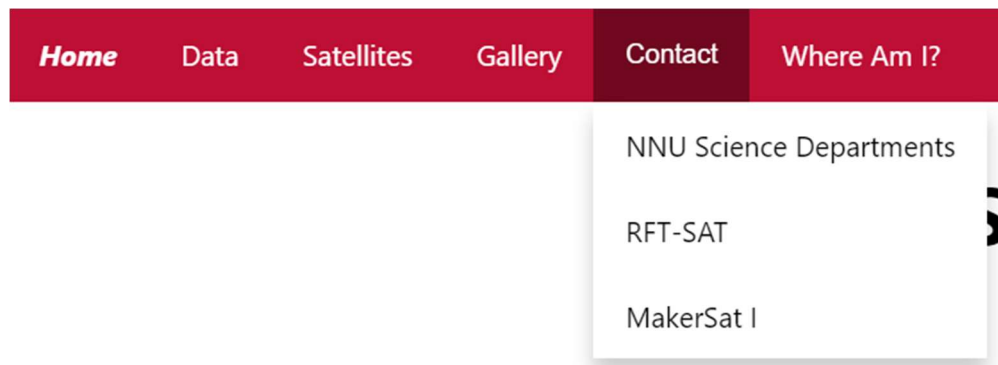 Home Data Satellites Gallery Contact Where Am I?
NNU Science Departments
RFT-SAT
MakerSat I